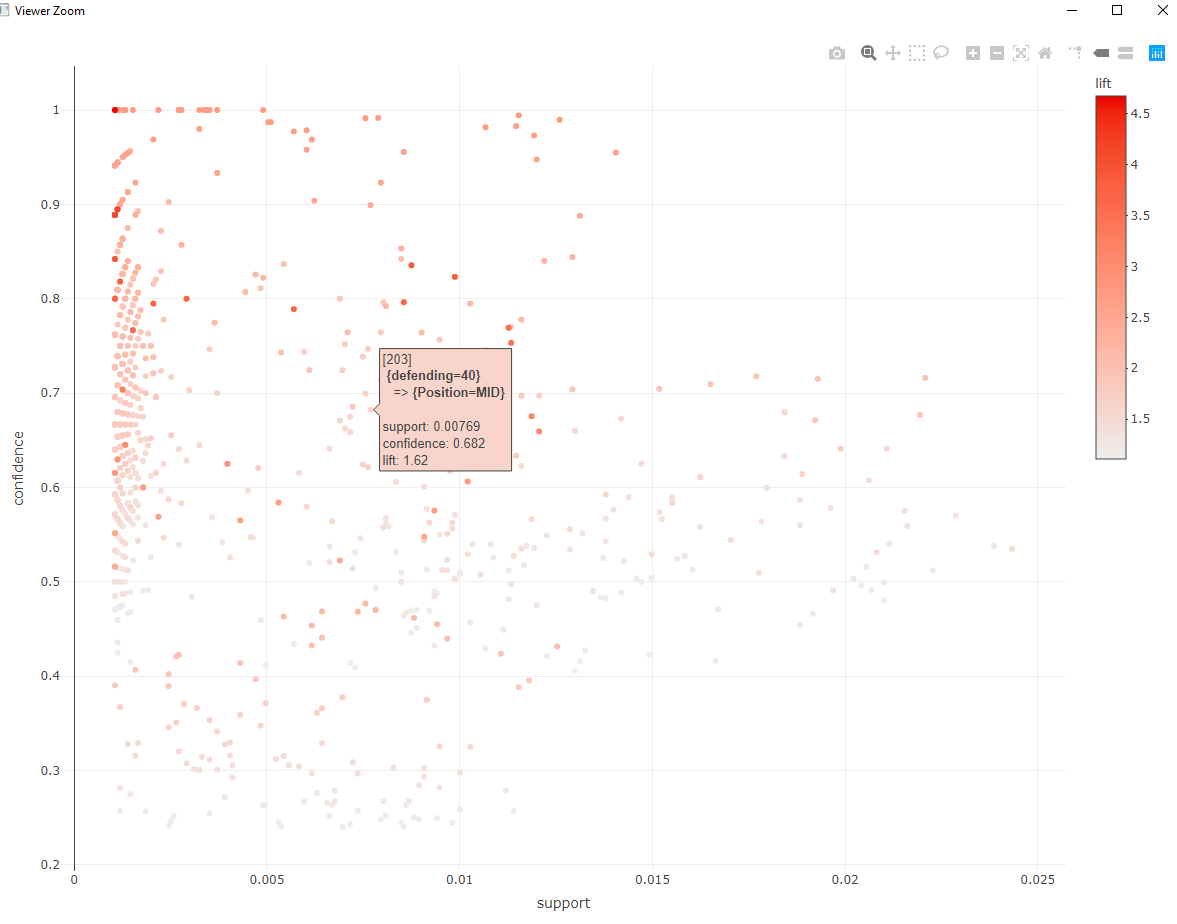 Viewer Zoom
lift
4.5
4
3.5
3
2.5
2
1.5
confidence
1
0.9
0.8
0.7
0.6
0.5
0.4
0.3
0.2
[203]
{defending=40}
=> {Position=MID}
support: 0.00769
confidence: 0.682
lift: 1.62
0
0.005
0.01
0.015
0.02
0.025
support